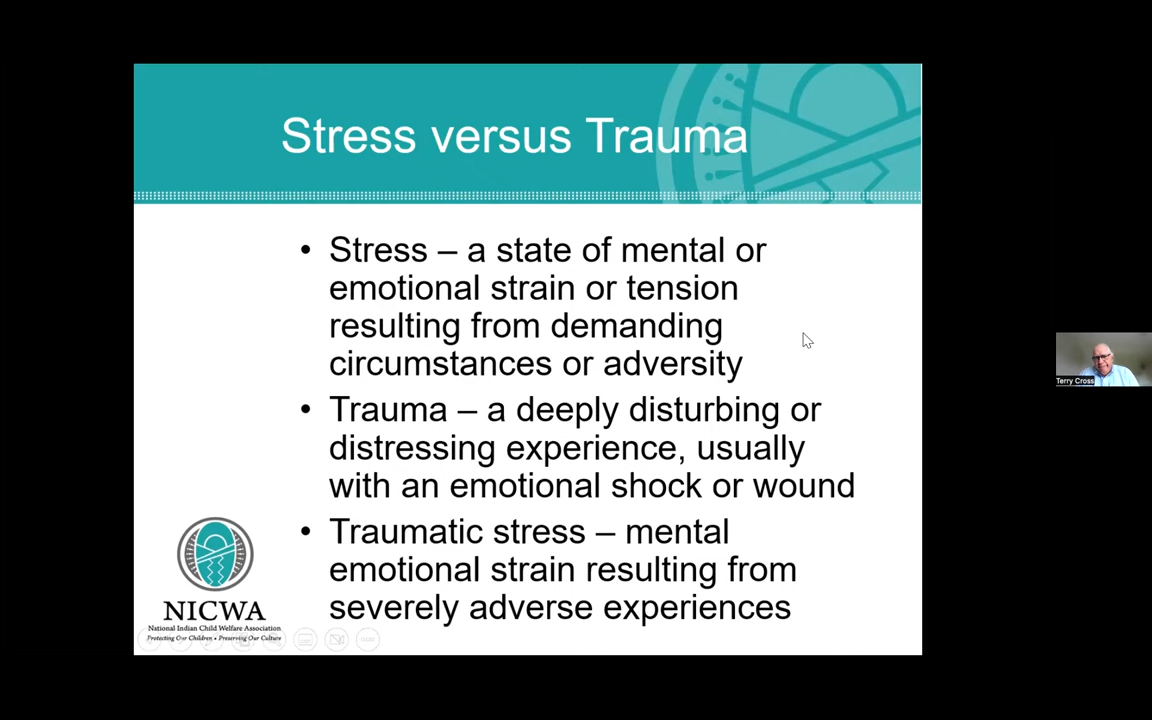 Stress versus Trauma
• Stress – a state of mental or
emotional strain or tension
resulting from demanding
circumstances or adversity
• Trauma – a deeply disturbing or
distressing experience, usually
with an emotional shock or wound
• Traumatic stress – mental
emotional strain resulting from
severely adverse experiences
NICWA
National Indian Child Welfare Association
Protecting Our Children • Preserving Our Culture
Terry Cross